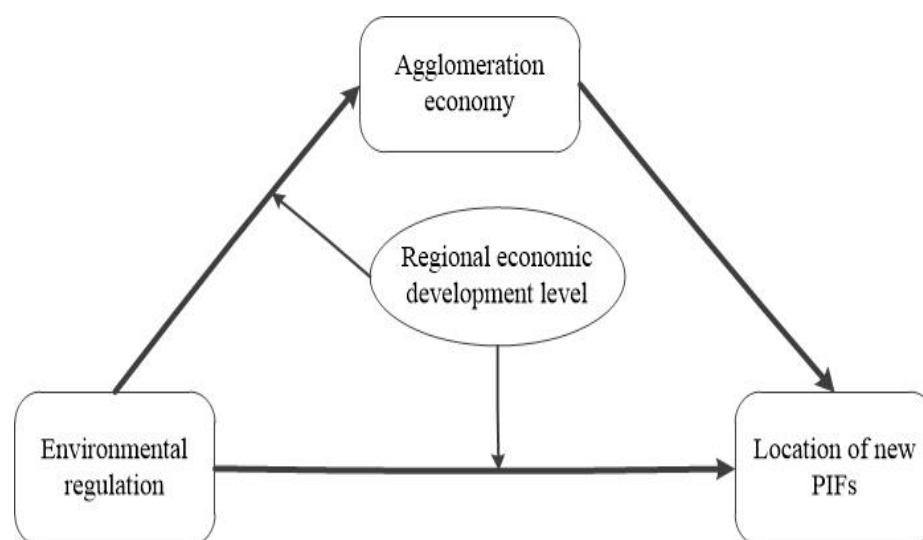 Agglomeration
economy
Regional economic
development level
Environmental
regulation
Location of new
PIFs